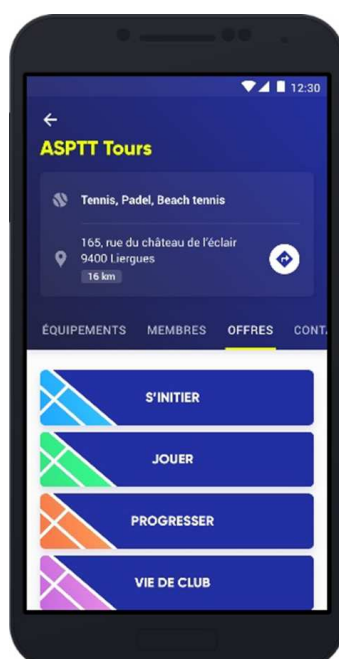 12:30
ASPTT Tours
Tennis, Padel, Beach tennis
165, rue du château de l'éclair
9400 Liergues
16 km
ÉQUIPEMENTS MEMBRES OFFRES CONT
S'INITIER
JOUER
PROGRESSER
VIE DE CLUB